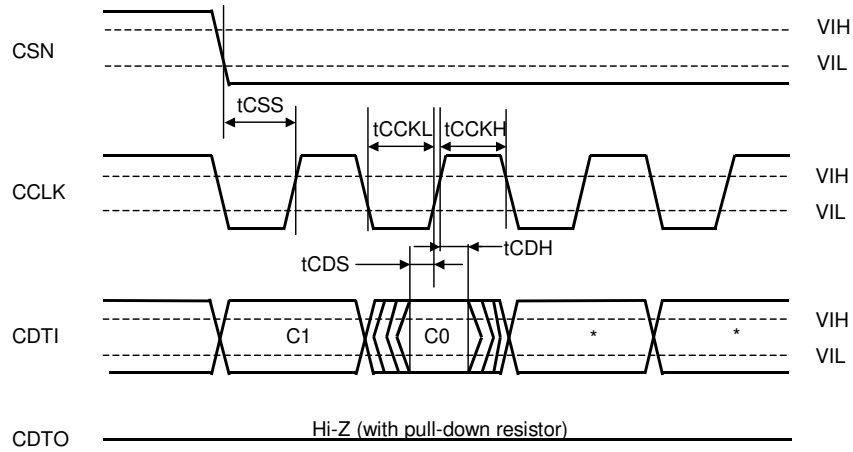 VIH
CSN
VIL
tCSS
tCCKL tCCKH
VIH
CCLK
VIL
tCDS
tCDH
VIH
CDTI C1 C0 * *
VIL
Hi-Z (with pull-down resistor)
CDTO